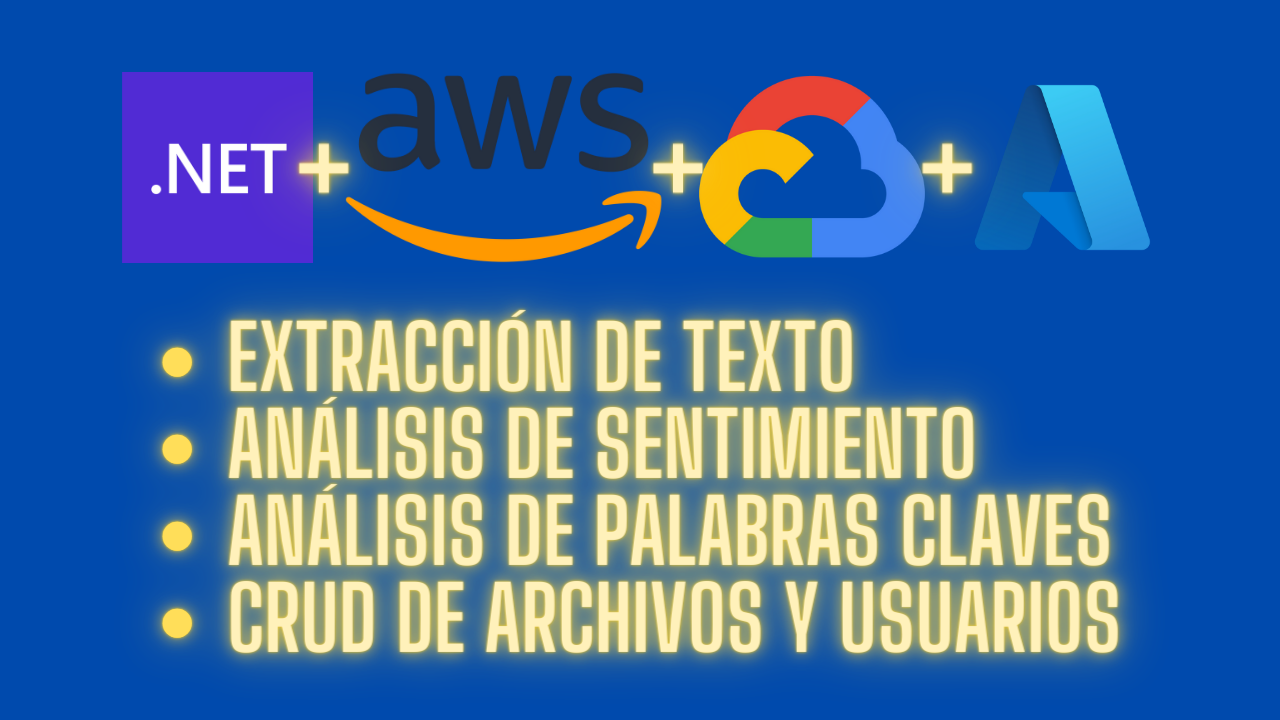 .NET + aws + +
EXTRACCIÓN DE TEXTO
ANÁLISIS DE SENTIMIENTO
ANÁLISIS DE PALABRAS CLAVES
CRUD DE ARCHIVOS Y USUARIOS